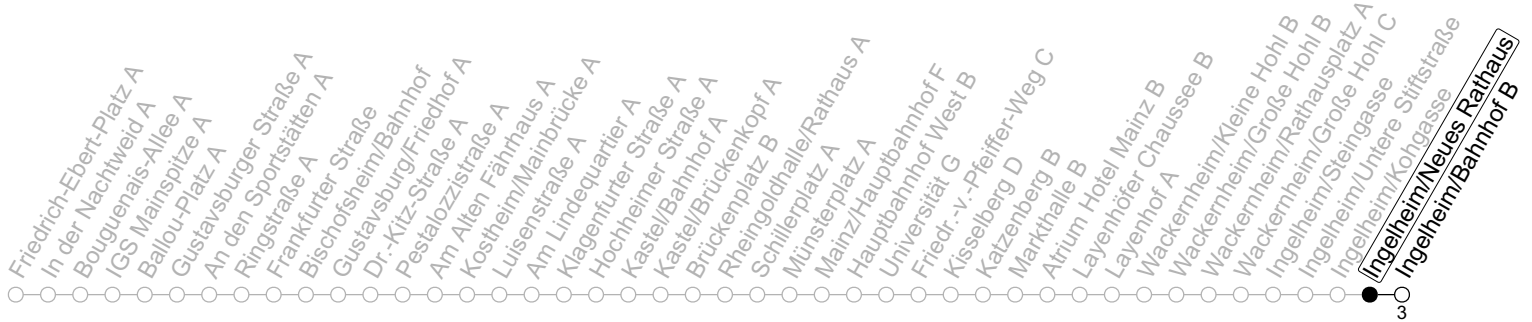 Friedrich-Ebert-Platz A
In der Nachtweid A
Bouguenais-Allee A
IGS Mainspitze A
Ballou-Platz A
Gustavsburger Straße A
An den Sportstätten A
Ringstraße A
Frankfurter Straße
Bischofsheim/Bahnhof
Gustavsburg/Friedhof A
Dr.-Kitz-Straße A
Pestalozzistraße A
Am Alten Fährhaus A
Kostheim/Mainbrücke A
Luisenstraße A
Am Lindequartier A
Klagenfurter Straße A
Hochheimer Straße A
Kastel/Bahnhof A
Kastel/Brückenkopf A
Brückenplatz B
Rheingoldhalle/Rathaus A
Schillerplatz A
Münsterplatz A
Mainz/Hauptbahnhof F
Hauptbahnhof West B
Universität G
Friedr.-v.-Pfeiffer-Weg C
Kisselberg D
Katzenberg B
Markthalle B
Atrium Hotel Mainz B
Layenhöfer Chaussee B
Layenhof A
Wackernheim/Kleine Hohl B
Wackernheim/Große Hohl B
Wackernheim/Rathausplatz A
Wackernheim/Große Hohl C
Ingelheim/Steingasse
Ingelheim/Untere Stiftstraße
Ingelheim/Kohgasse
Ingelheim/Neues Rathaus
Ingelheim/Bahnhof B
3